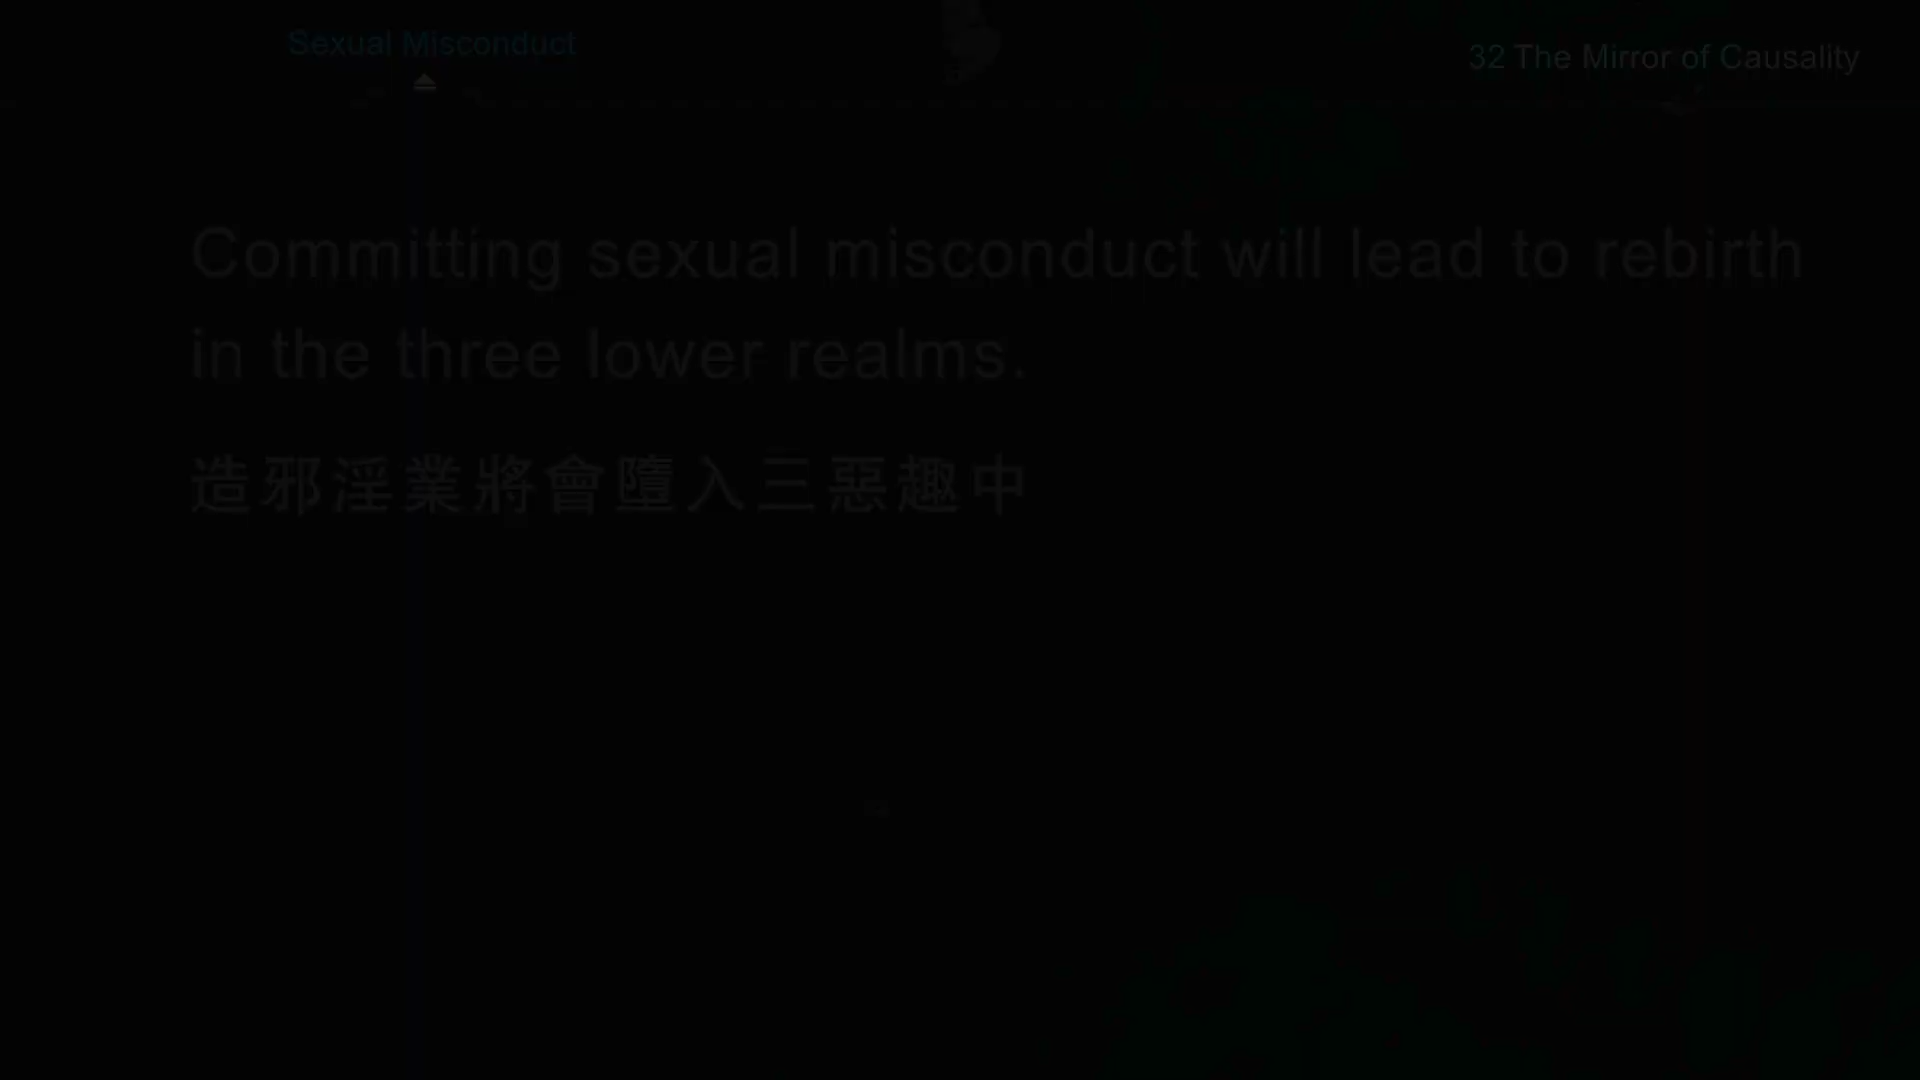 Sexual Misconduct
32 The Mirror of Causality
Committing sexual misconduct will lead to rebirth
in the three lower realms.
造邪淫業將會墮入三惡趣中